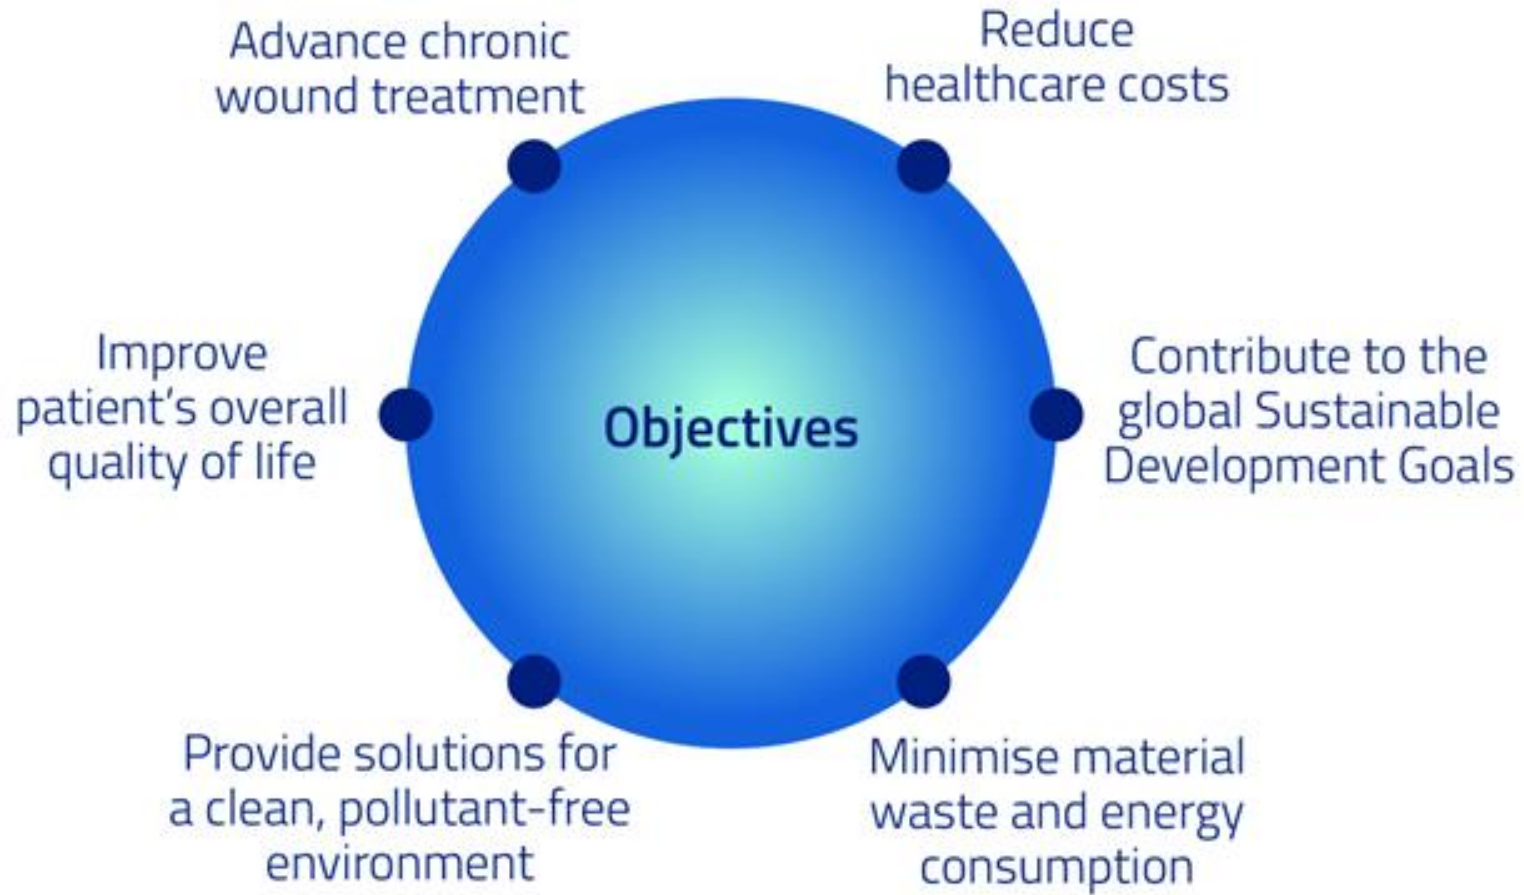 Advance chronic
wound treatment
Reduce
healthcare costs
Improve
patient's overall
quality of life
Objectives
Contribute to the
global Sustainable
Development Goals
Provide solutions for
a clean, pollutant-free
environment
Minimise material
waste and energy
consumption